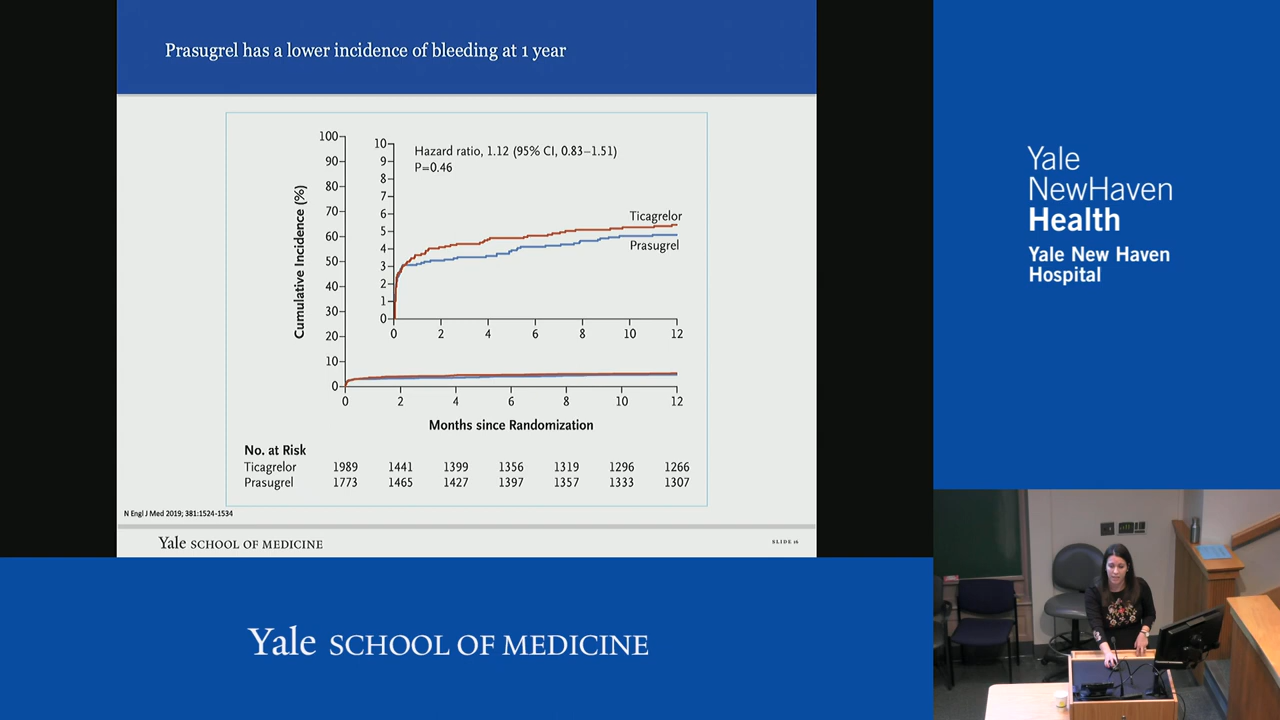 Prasugrel has a lower incidence of bleeding at 1 year
Cumulative Incidence (%)
100
90
80
70
60
50
40
30
20
10
0
10
9
8
7
6
5
4
3
2
1
0
Hazard ratio, 1.12 (95% CI, 0.83–1.51)
P=0.46
Ticagrelor
Prasugrel
0 2 4 6 8 10 12
0 2 4 6 8 10 12
Months since Randomization
No. at Risk
Ticagrelor 1989 1441 1399 1356 1319 1296 1266
Prasugrel 1773 1465 1427 1397 1357 1333 1307
N Engl J Med 2019; 381:1524-1534
Yale SCHOOL OF MEDICINE
SLIDE 16
Yale
NewHaven
Health
Yale New Haven
Hospital
Yale SCHOOL OF MEDICINE